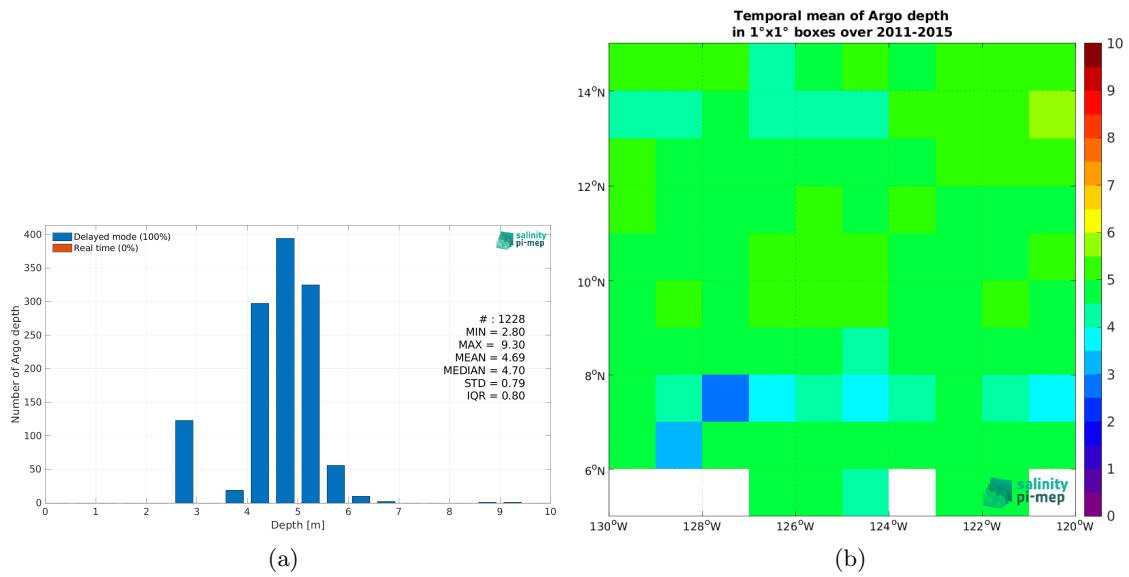 Delayed mode (100%)
Real time (0%)
salinity
pi-mep
# : 1228
MIN = 2.80
MAX = 9.30
MEAN = 4.69
MEDIAN = 4.70
STD = 0.79
IQR = 0.80
Number of Argo depth
400
350
300
250
200
150
100
50
0
0 1 2 3 4 5 6 7 8 9 10
Depth [m]
(a)
Temporal mean of Argo depth
in 1°x1° boxes over 2011-2015
14°N
12°N
10°N
8°N
6°N
130°W 128°W 126°W 124°W 122°W 120°W
salinity
pi-mep
10
9
8
7
6
5
4
3
2
1
0
(b)